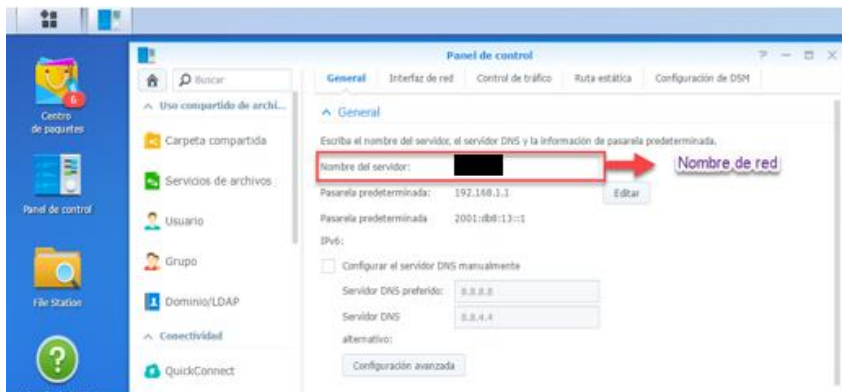 Panel de control
Buscar
General Interfaz de red Control de tráfico Ruta estática Configuración de DSM
Uso compartido de archi...
General
6
Centro
de paquetes
Carpeta compartida
Escriba el nombre del servidor, el servidor DNS y la información de pasarela predeterminada.
Nombre del servidor:
Nombre de red
Servicios de archivos
Pasarela predeterminada: 192.168.1.1 Editar
Panel de control
Usuario
Pasarela predeterminada 2001:db8:13::1
IPv6:
Grupo
Configurar el servidor DNS manualmente
Servidor DNS preferido: 8.8.8.8
File Station
Dominio/LDAP
Servidor DNS 8.8.4.4
alternativo:
Conectividad
Configuración avanzada
QuickConnect